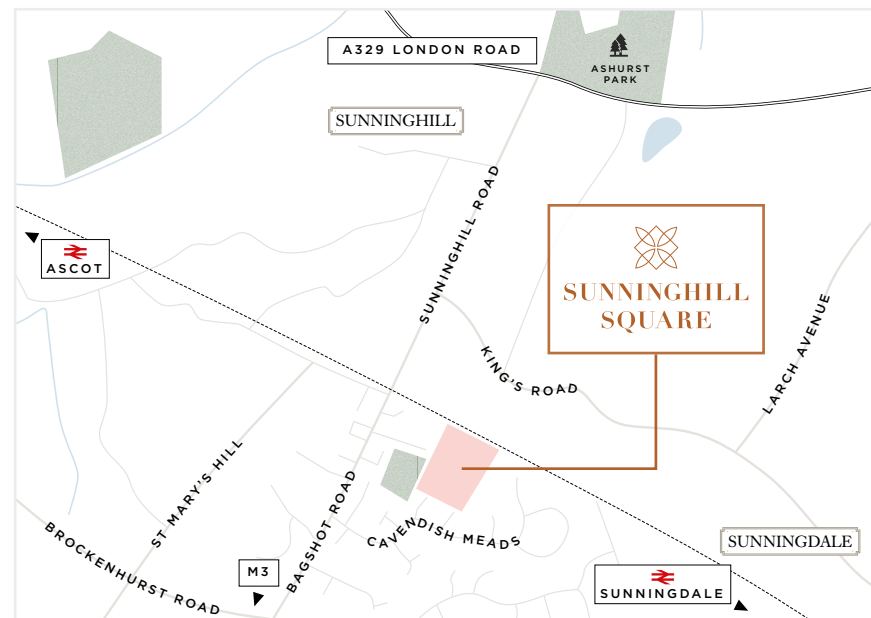 A329 LONDON ROAD
ASHURST
PARK
SUNNINGHILL
SUNNINGHILL ROAD
ASCOT
SUNNINGHILL
SQUARE
LARCH AVENUE
KING'S ROAD
ST MARY'S HILL
BAGSHOT ROAD
CAVENDISH MEADS
BROCKENHURST ROAD
M3
SUNNINGDALE
SUNNINGDALE